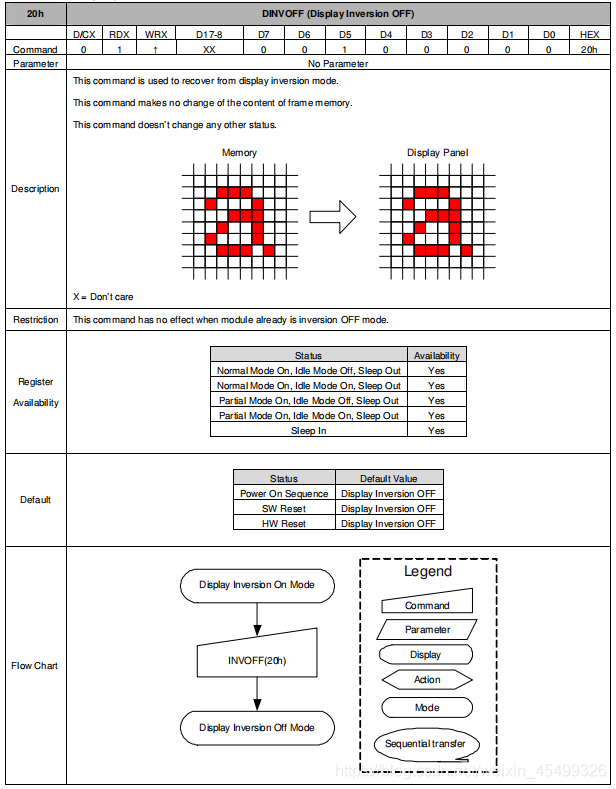 20h DINVOFF (Display Inversion OFF)
D/CX RDX WRX D17-8 D7 D6 D5 D4 D3 D2 D1 D0 HEX
Command 0 1 ↑ XX 0 0 1 0 0 0 0 0 20h
Parameter No Parameter
Description
This command is used to recover from display inversion mode.
This command makes no change of the content of frame memory.
This command doesn't change any other status.
Memory Display Panel
X = Don't care
Restriction This command has no effect when module already is inversion OFF mode.
Register
Availability
Status Availability
Normal Mode On, Idle Mode Off, Sleep Out Yes
Normal Mode On, Idle Mode On, Sleep Out Yes
Partial Mode On, Idle Mode Off, Sleep Out Yes
Partial Mode On, Idle Mode On, Sleep Out Yes
Sleep In Yes
Default
Status Default Value
Power On Sequence Display Inversion OFF
SW Reset Display Inversion OFF
HW Reset Display Inversion OFF
Flow Chart
Display Inversion On Mode
INVOFF(20h)
Display Inversion Off Mode
Legend
Command
Parameter
Display
Action
Mode
Sequential transfer
https://blog.csdn.net/weixin_45499326